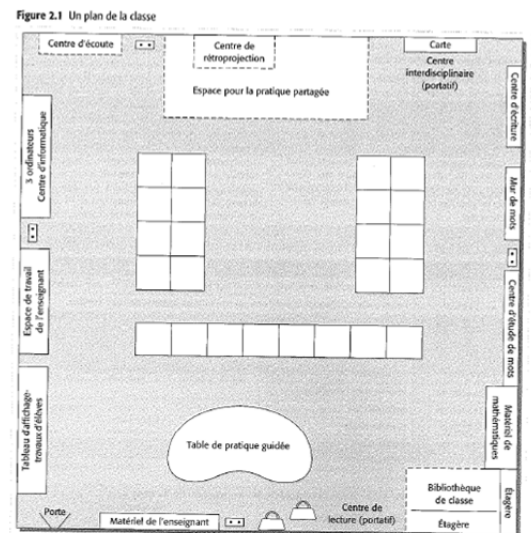 Figure 2.1 Un plan de la classe
Centre d'écoute
Centre de
rétroprojection
Carte
Centre
interdisciplinaire
(portatif)
Espace pour la pratique partagée
Centre d'écriture
3 ordinateurs
Centre d'informatique
Mur de mots
Espace de travail
de l'enseignant
Centre d'étude de mots
Tableau d'affichage-
travaux d'élèves
Matériel de
mathématiques
Table de pratique guidée
Bibliothèque
de classe
Étagère
Étagère
Porte
Matériel de l'enseignant
Centre de
lecture (portatif)